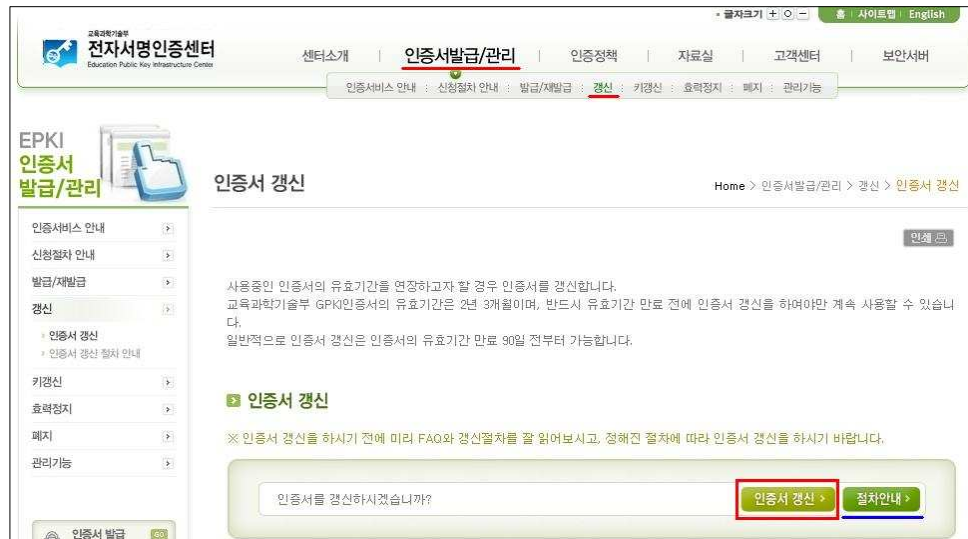 글자크기 + - 홈 사이트맵 English
교육과학기술부
전자서명인증센터
Education Public Key Infrastructure Center
센터소개 인증서발급/관리 인증정책 자료실 고객센터 보안서버
인증서비스 안내 : 신청절차 안내 : 발급/재발급 : 갱신 : 키갱신 : 효력정지 : 폐지 : 관리기능
EPKI
인증서
발급/관리
인증서비스 안내
신청절차 안내
발급/재발급
갱신
인증서 갱신
인증서 갱신 절차 안내
키갱신
효력정지
폐지
관리기능
인증서 발급 GO
인증서 갱신
Home > 인증서발급/관리 > 갱신 > 인증서 갱신
인쇄
사용중인 인증서의 유효기간을 연장하고자 할 경우 인증서를 갱신합니다.
교육과학기술부 GPKI인증서의 유효기간은 2년 3개월이며, 반드시 유효기간 만료 전에 인증서 갱신을 하여야만 계속 사용할 수 있습니
다.
일반적으로 인증서 갱신은 인증서의 유효기간 만료 90일 전부터 가능합니다.
인증서 갱신
※ 인증서 갱신을 하시기 전에 미리 FAQ와 갱신절차를 잘 읽어보시고, 정해진 절차에 따라 인증서 갱신을 하시기 바랍니다.
인증서를 갱신하시겠습니까? 인증서 갱신 > 절차안내 >